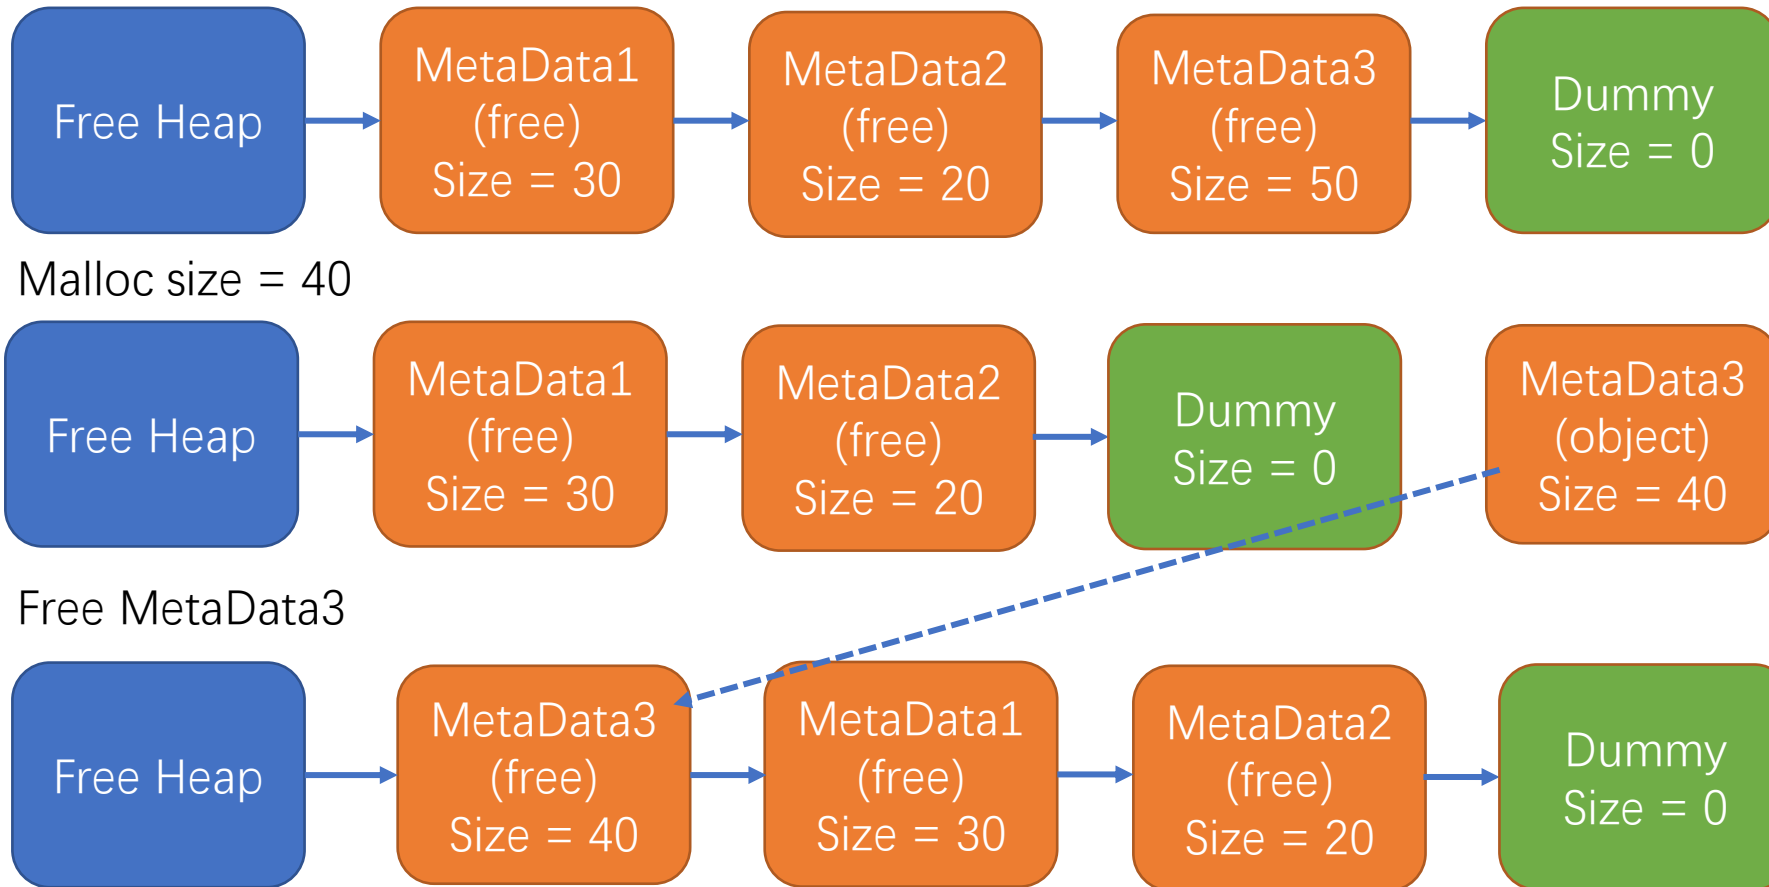 Free Heap
MetaData1
(free)
Size = 30
MetaData2
(free)
Size = 20
MetaData3
(free)
Size = 50
Dummy
Size = 0
Malloc size = 40
Free Heap
MetaData1
(free)
Size = 30
MetaData2
(free)
Size = 20
Dummy
Size = 0
MetaData3
(object)
Size = 40
Free MetaData3
Free Heap
MetaData3
(free)
Size = 40
MetaData1
(free)
Size = 30
MetaData2
(free)
Size = 20
Dummy
Size = 0